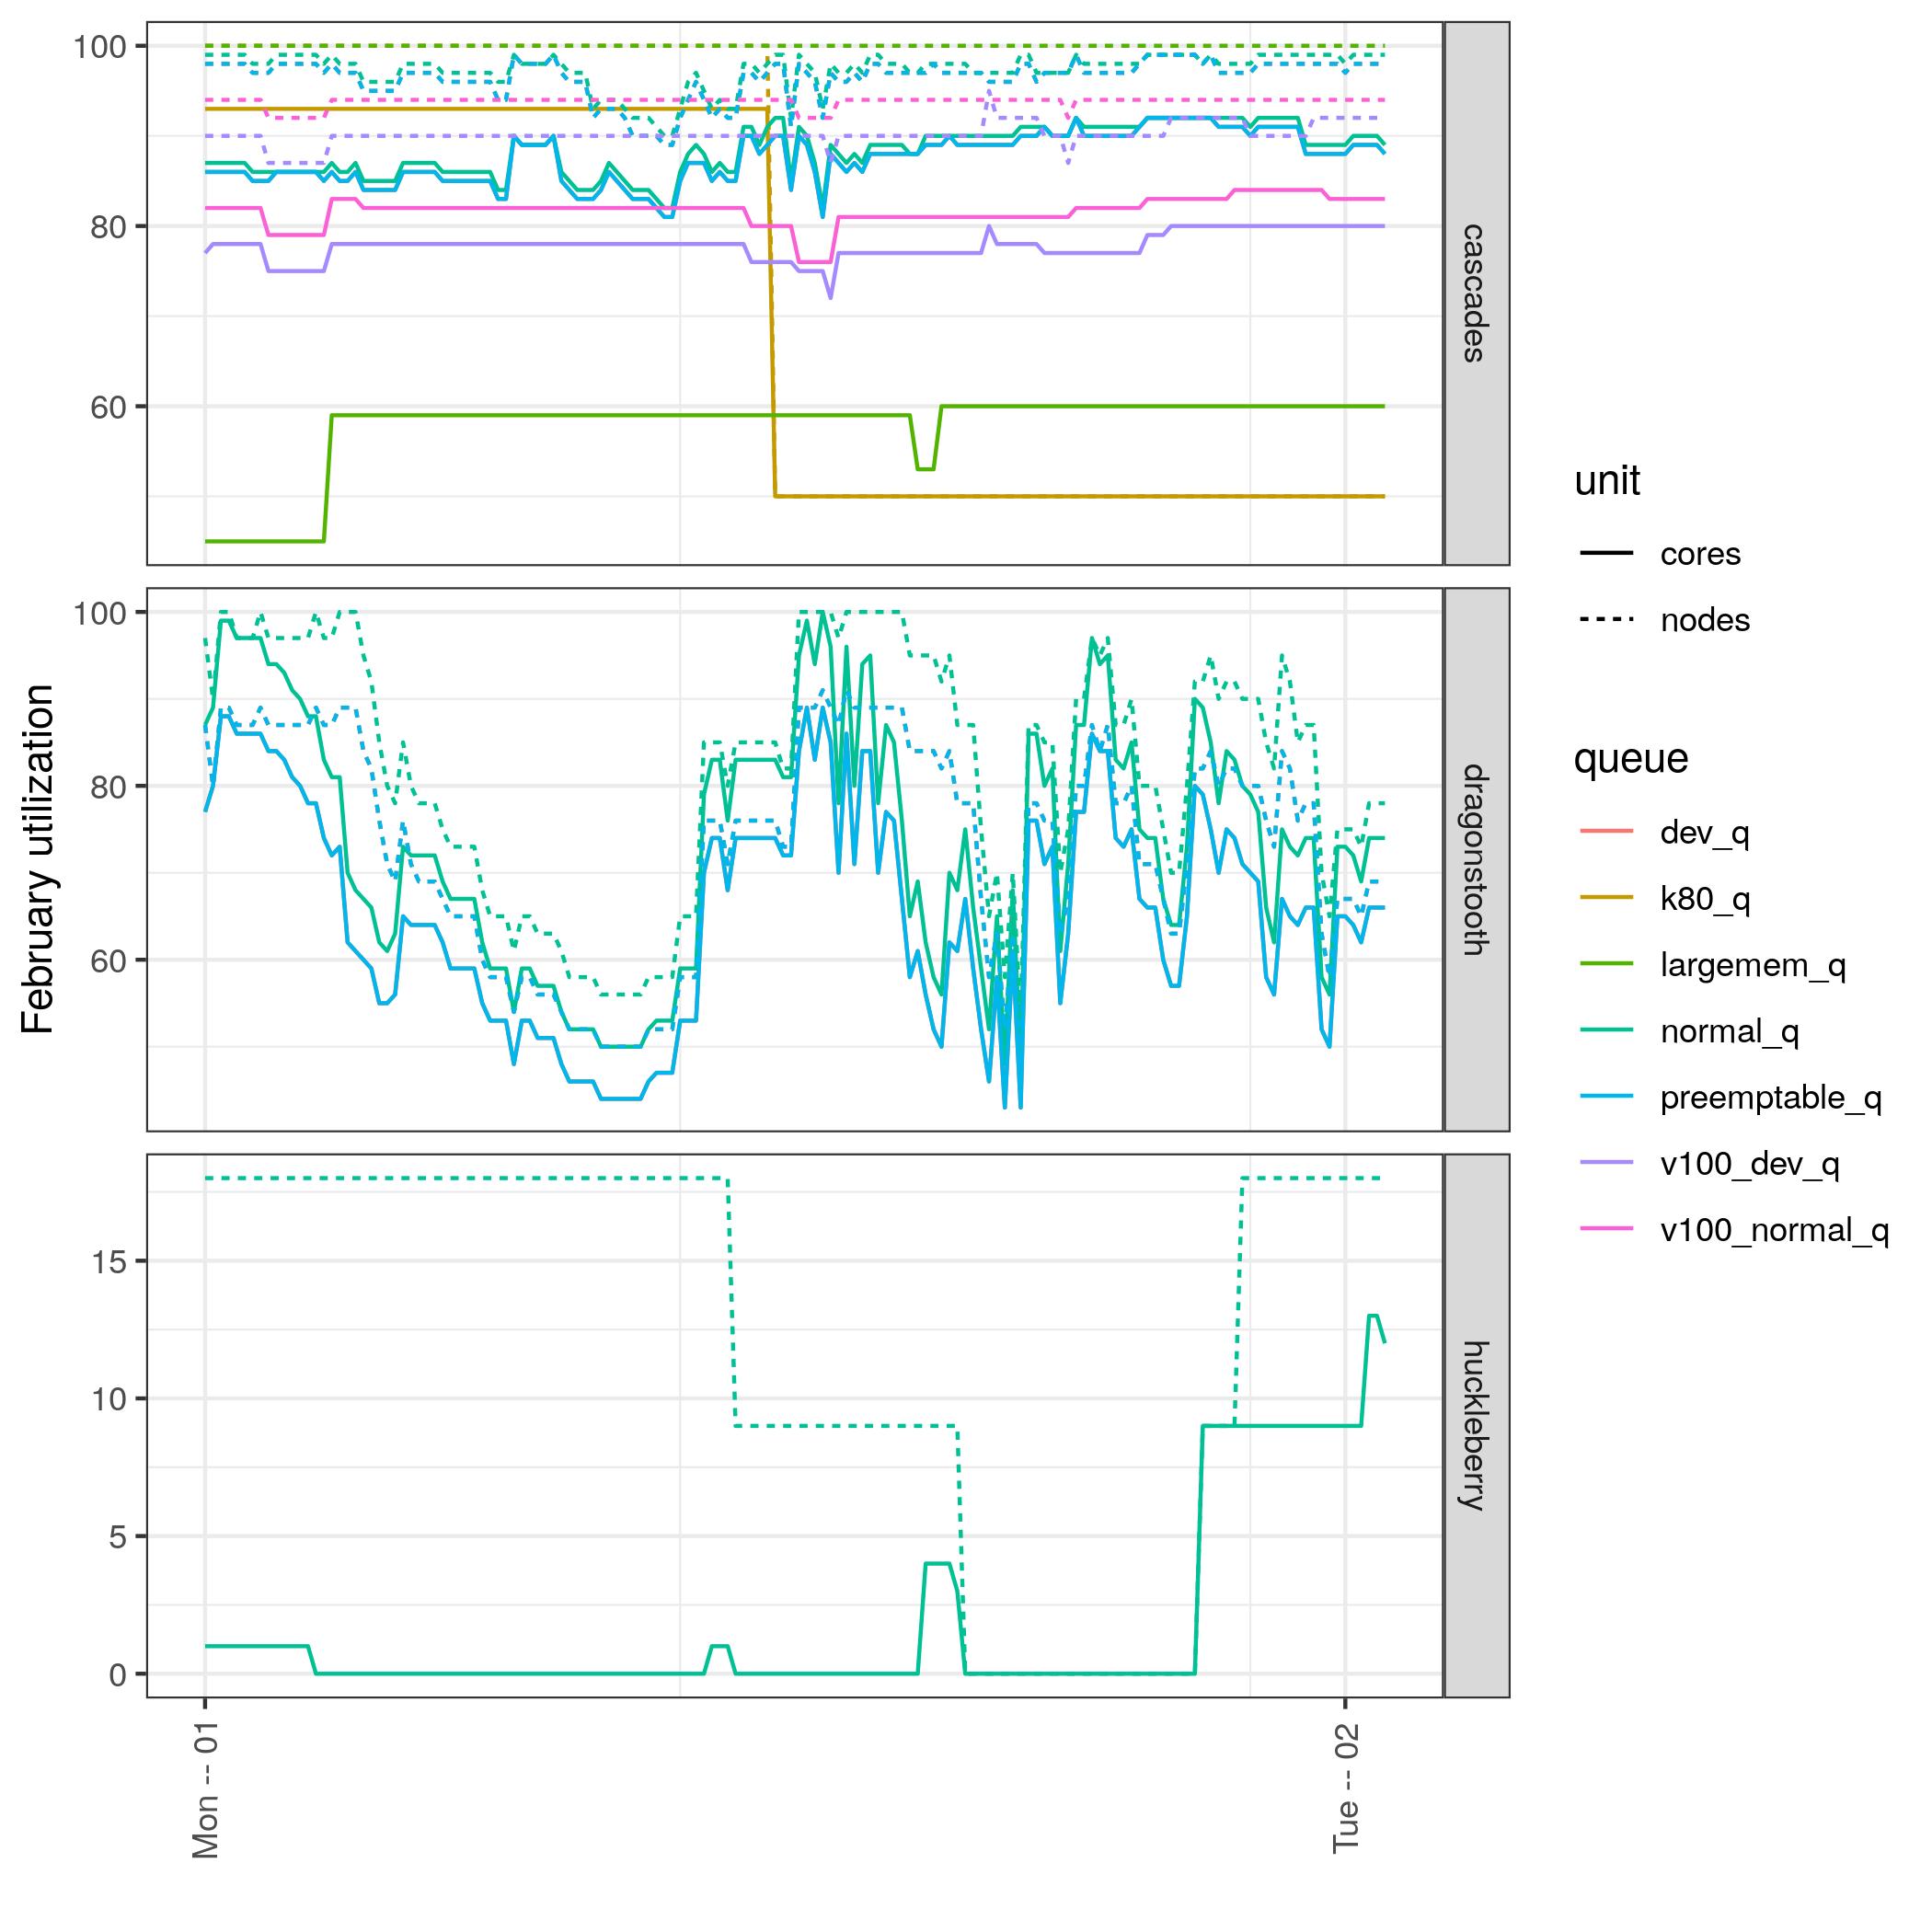 February utilization
100
80
60
cascades
100
80
60
dragonstooth
15
10
5
0
huckleberry
Mon -- 01
Tue -- 02
unit
cores
nodes
queue
dev_q
k80_q
largemem_q
normal_q
preemptable_q
v100_dev_q
v100_normal_q